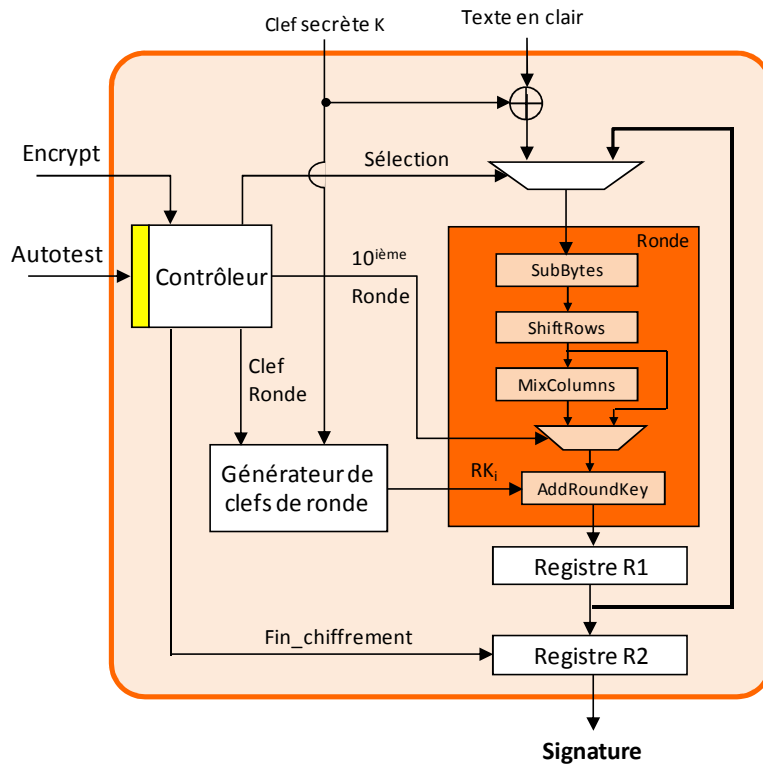 Clef secrète K
Texte en clair
Encrypt
Sélection
Autotest
Contrôleur
10ième
Ronde
Ronde
SubBytes
ShiftRows
MixColumns
Clef
Ronde
Générateur de
clefs de ronde
RKi
AddRoundKey
Registre R1
Fin_chiffrement
Registre R2
Signature